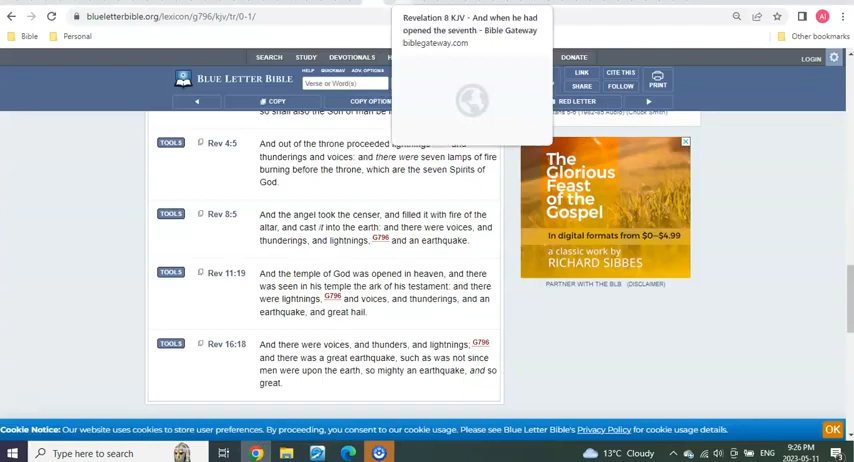 blueletterbible.org/lexicon/g796/kjv/tr/0-1/
Bible
Personal
Other bookmarks
AI
Revelation 8 KJV - And when he had
opened the seventh - Bible Gateway
biblegateway.com
SEARCH STUDY DEVOTIONALS H DONATE
LOGIN
BLUE LETTER BIBLE
HELP QUICKNAV ADV. OPTIONS
Verse or Word(s)
LINK CITE THIS
SHARE FOLLOW PRINT
COPY COPY OPTION RED LETTER
Rev 4:5
TOOLS
And out of the throne proceeded lightnings and
thunderings and voices: and there were seven lamps of fire
burning before the throne, which are the seven Spirits of
God.
TOOLS Rev 8:5
And the angel took the censer, and filled it with fire of the
altar, and cast it into the earth: and there were voices, and
thunderings, and lightnings, G796 and an earthquake.
TOOLS Rev 11:19
And the temple of God was opened in heaven, and there
was seen in his temple the ark of his testament: and there
were lightnings, G796 and voices, and thunderings, and an
earthquake, and great hail.
TOOLS Rev 16:18
And there were voices, and thunders, and lightnings; G796
and there was a great earthquake, such as was not since
men were upon the earth, so mighty an earthquake, and so
great.
The
Glorious
Feast
of the
Gospel
In digital formats from $0–$4.99
a classic work by
RICHARD SIBBES
PARTNER WITH THE BLB (DISCLAIMER)
Cookie Notice: Our website uses cookies to store user preferences. By proceeding, you consent to our cookie usage. Please see Blue Letter Bible's Privacy Policy for cookie usage details.
OK
Type here to search
13°C Cloudy
ENG
9:26 PM
2023-05-11